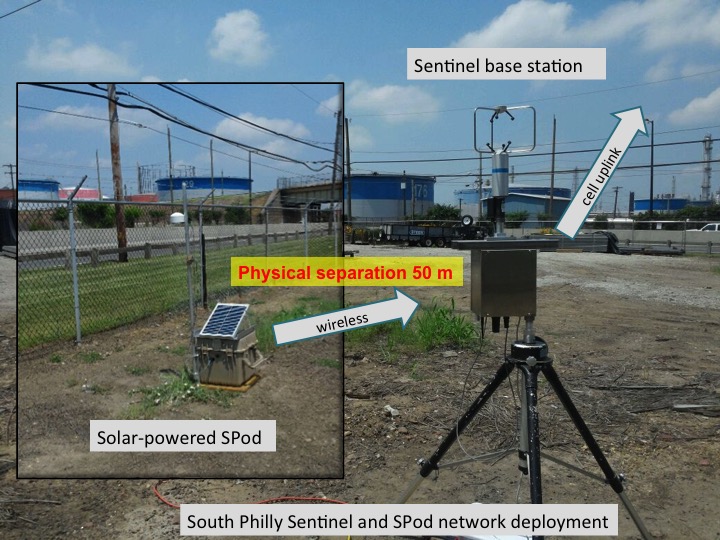 Sentinel base station
cell uplink
176
Physical separation 50 m
wireless
Solar-powered SPod
South Philly Sentinel and SPod network deployment